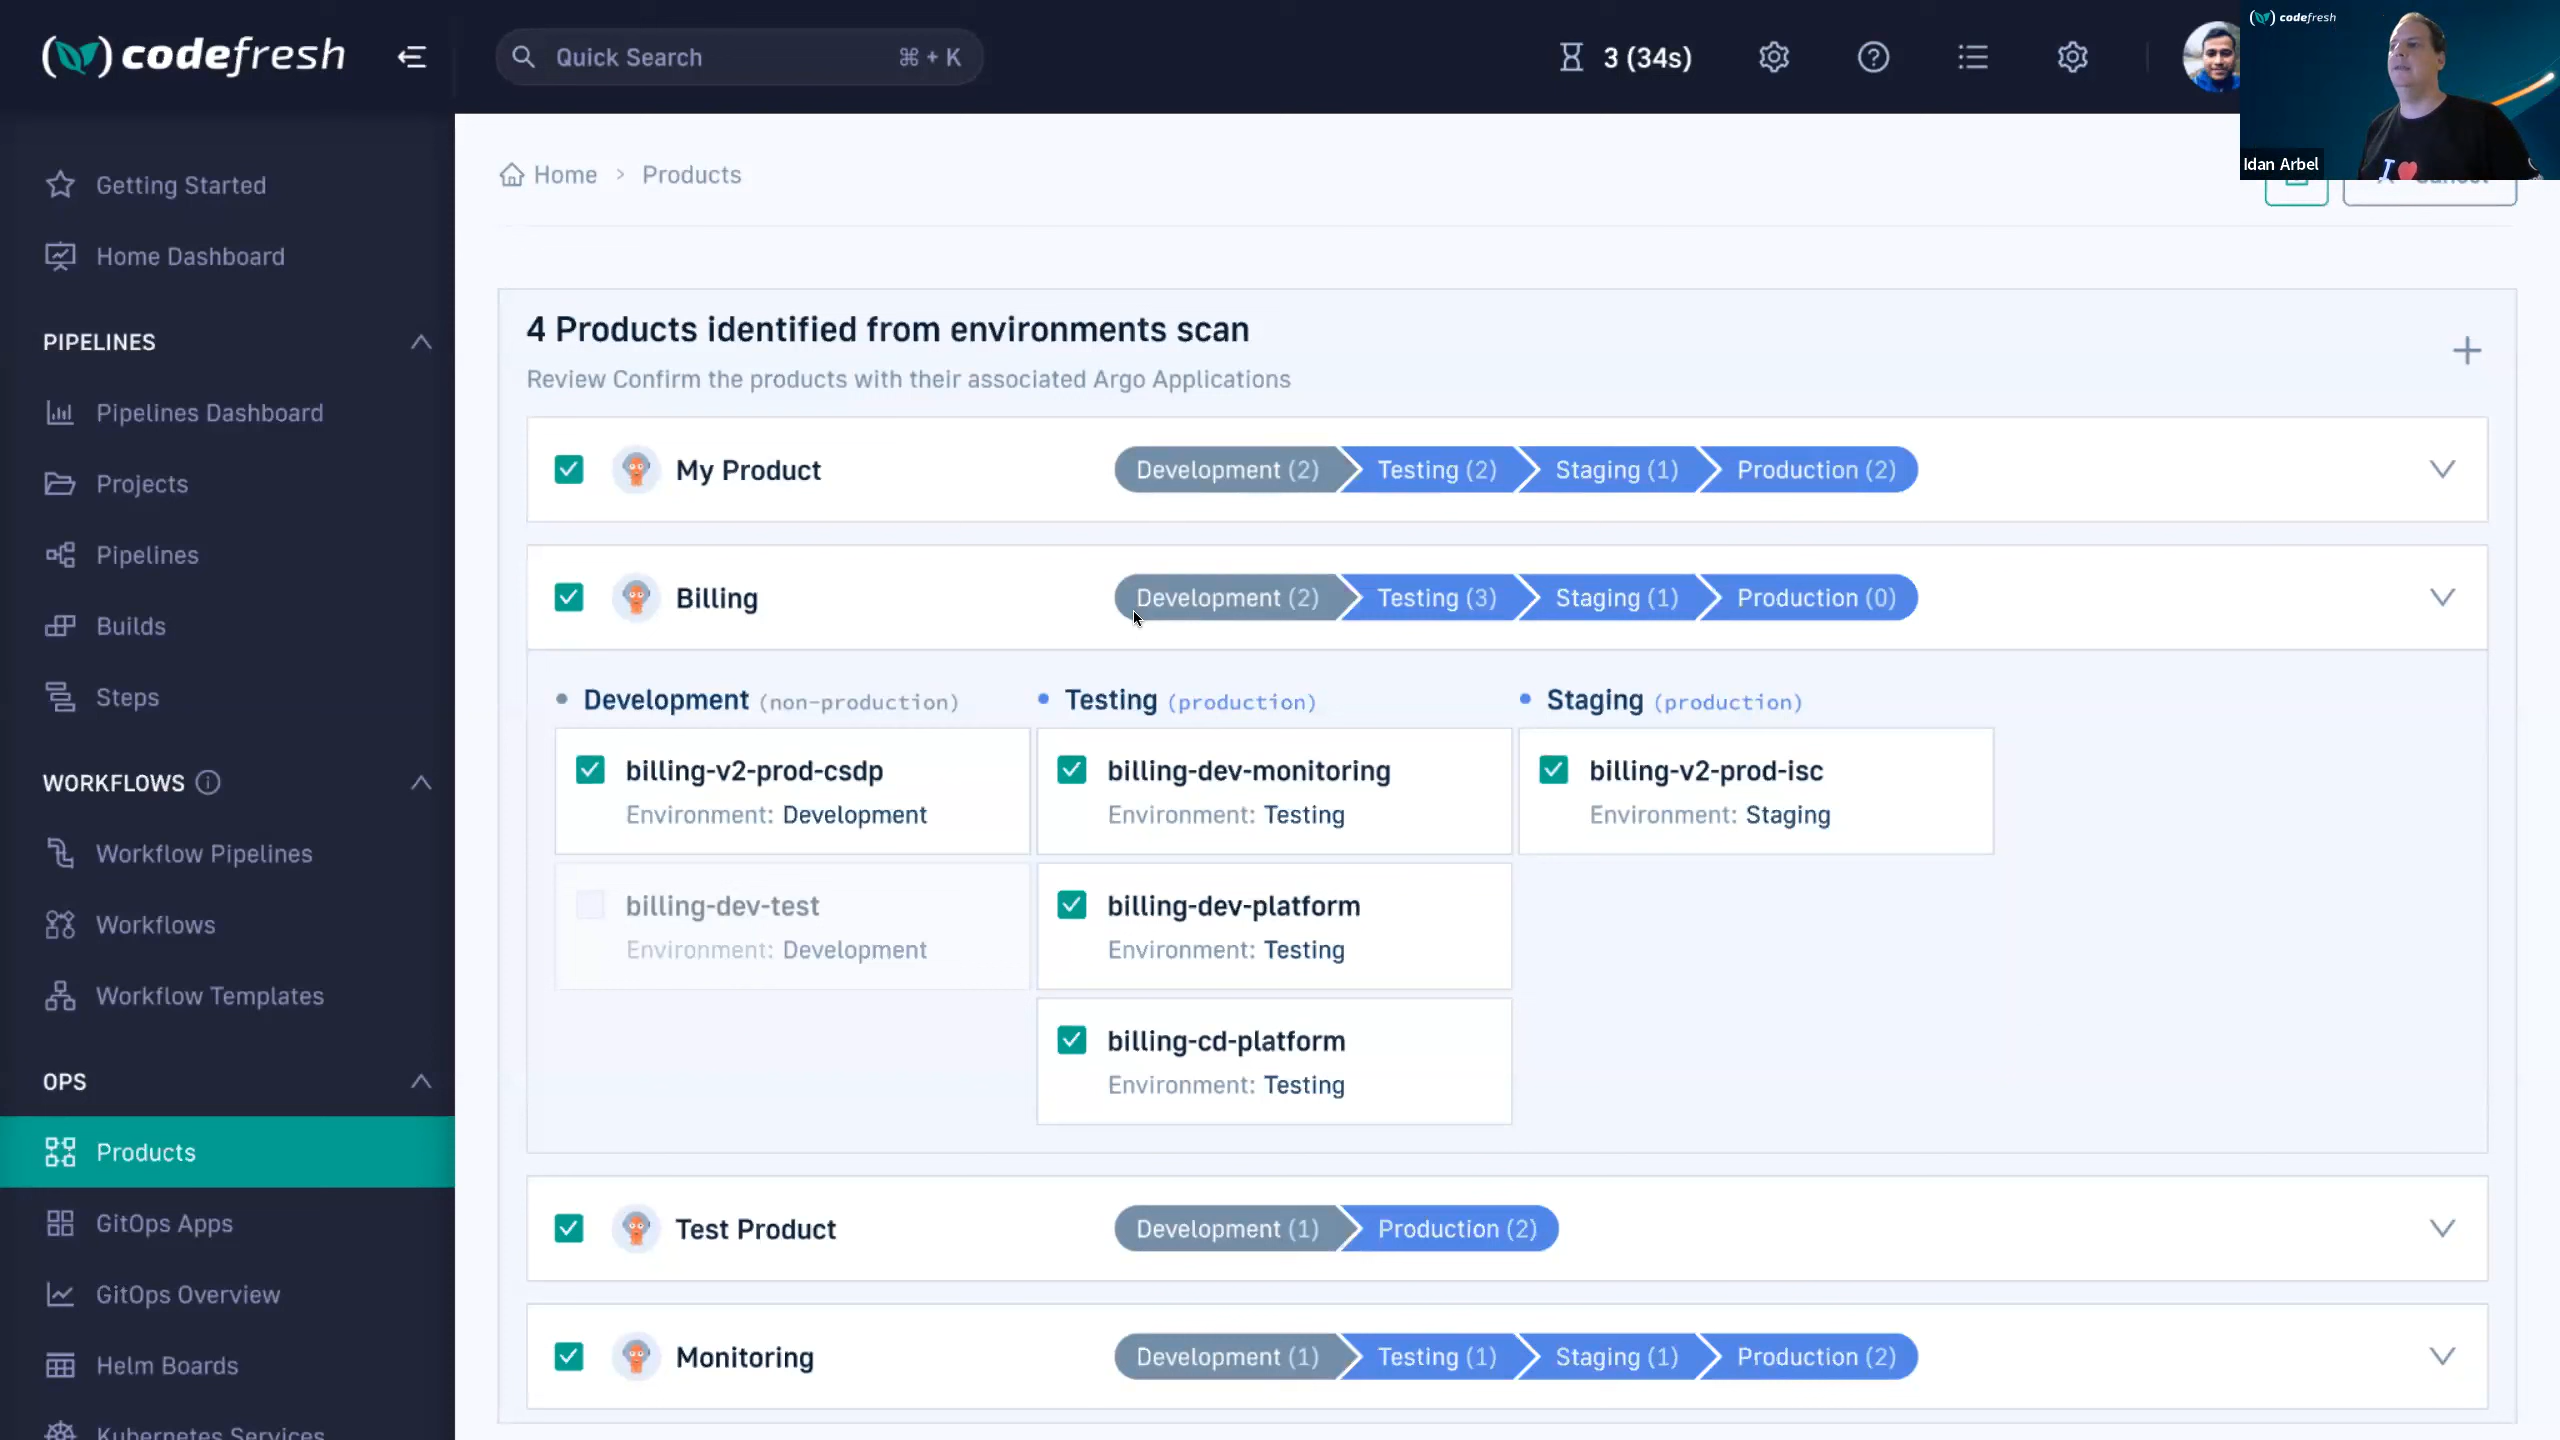 codefresh
Quick Search ⌘ + K
3 (34s)
codefresh
Idan Arbel
I
Getting Started
Home Dashboard
PIPELINES
Pipelines Dashboard
Projects
Pipelines
Builds
Steps
WORKFLOWS
Workflow Pipelines
Workflows
Workflow Templates
OPS
Products
GitOps Apps
GitOps Overview
Helm Boards
Kubernetes Services
Home > Products
4 Products identified from environments scan
Review Confirm the products with their associated Argo Applications
My Product Development (2) Testing (2) Staging (1) Production (2)
Billing Development (2) Testing (3) Staging (1) Production (0)
Development (non-production) Testing (production) Staging (production)
billing-v2-prod-csdp billing-dev-monitoring billing-v2-prod-isc
Environment: Development Environment: Testing Environment: Staging
billing-dev-test billing-dev-platform
Environment: Development Environment: Testing
billing-cd-platform
Environment: Testing
Test Product Development (1) Production (2)
Monitoring Development (1) Testing (1) Staging (1) Production (2)